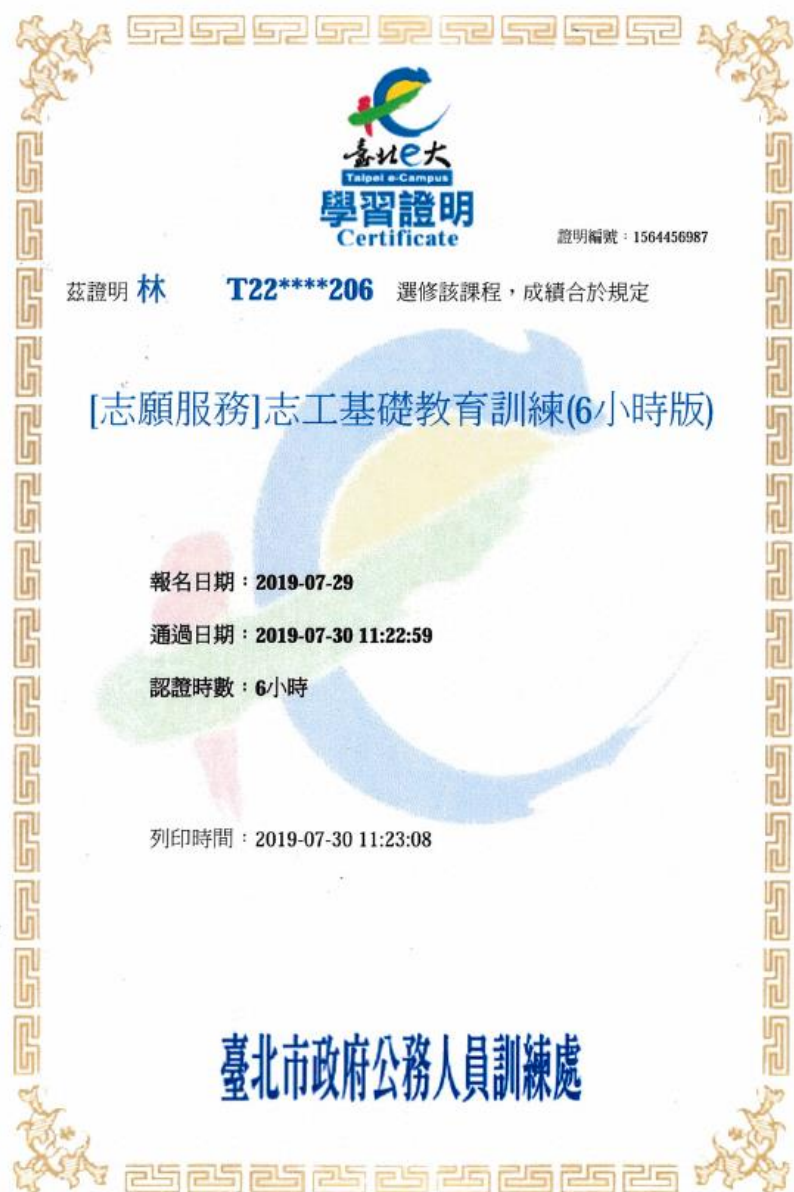 臺北e大
Taipei e-Campus
學習證明
Certificate
證明編號：1564456987
茲證明 林 T22****206 選修該課程，成績合於規定
[志願服務]志工基礎教育訓練(6小時版)
報名日期：2019-07-29
通過日期：2019-07-30 11:22:59
認證時數：6小時
列印時間：2019-07-30 11:23:08
臺北市政府公務人員訓練處